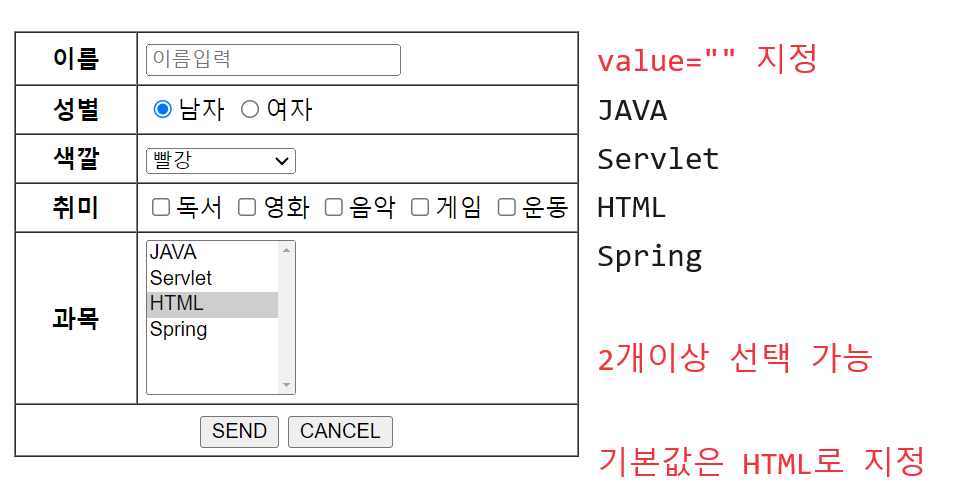 이름 이름입력 value="" 지정
성별 남자 여자 JAVA
색깔 빨강 Servlet
취미 독서 영화 음악 게임 운동 HTML
JAVA Spring
Servlet
HTML
과목
Spring
2개이상 선택 가능
SEND CANCEL
기본값은 HTML로 지정